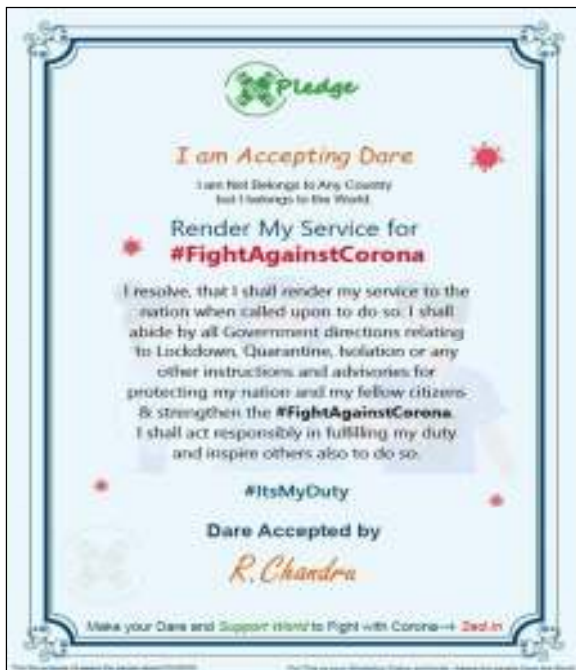 Pledge
I am Accepting Dare
I am Not Belongs to Any Country
but I belongs to the World.
Render My Service for
#FightAgainstCorona
I resolve, that I shall render my service to the
nation when called upon to do so. I shall
abide by all Government directions relating
to Lockdown, Quarantine, Isolation or any
other instructions and advisories for
protecting my nation and my fellow citizens
& strengthen the #FightAgainstCorona.
I shall act responsibly in fulfilling my duty
and inspire others also to do so.
#ItsMyDuty
Dare Accepted by
R. Chandra
Make your Dare and Support World to Fight with Corona→ 2ad.in